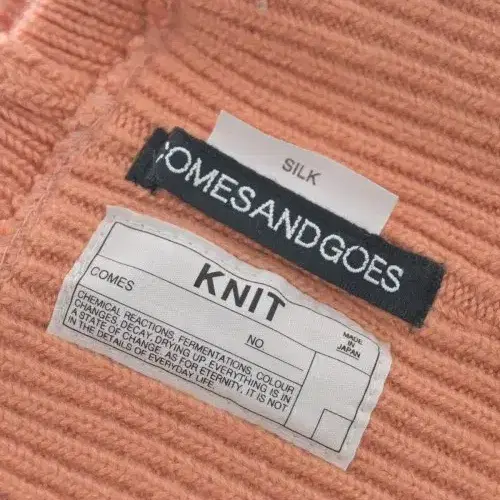 SILK
COMESANDGOES
KNIT
COMES
NO
MADE
IN
JAPAN
CHEMICAL REACTIONS, FERMENTATIONS, COLOUR
CHANGES, DECAY, DRYING UP, EVERYTHING IS IN
A STATE OF CHANGE. AS FOR ETERNITY, IT IS NOT
IN THE DETAILS OF EVERYDAY LIFE.